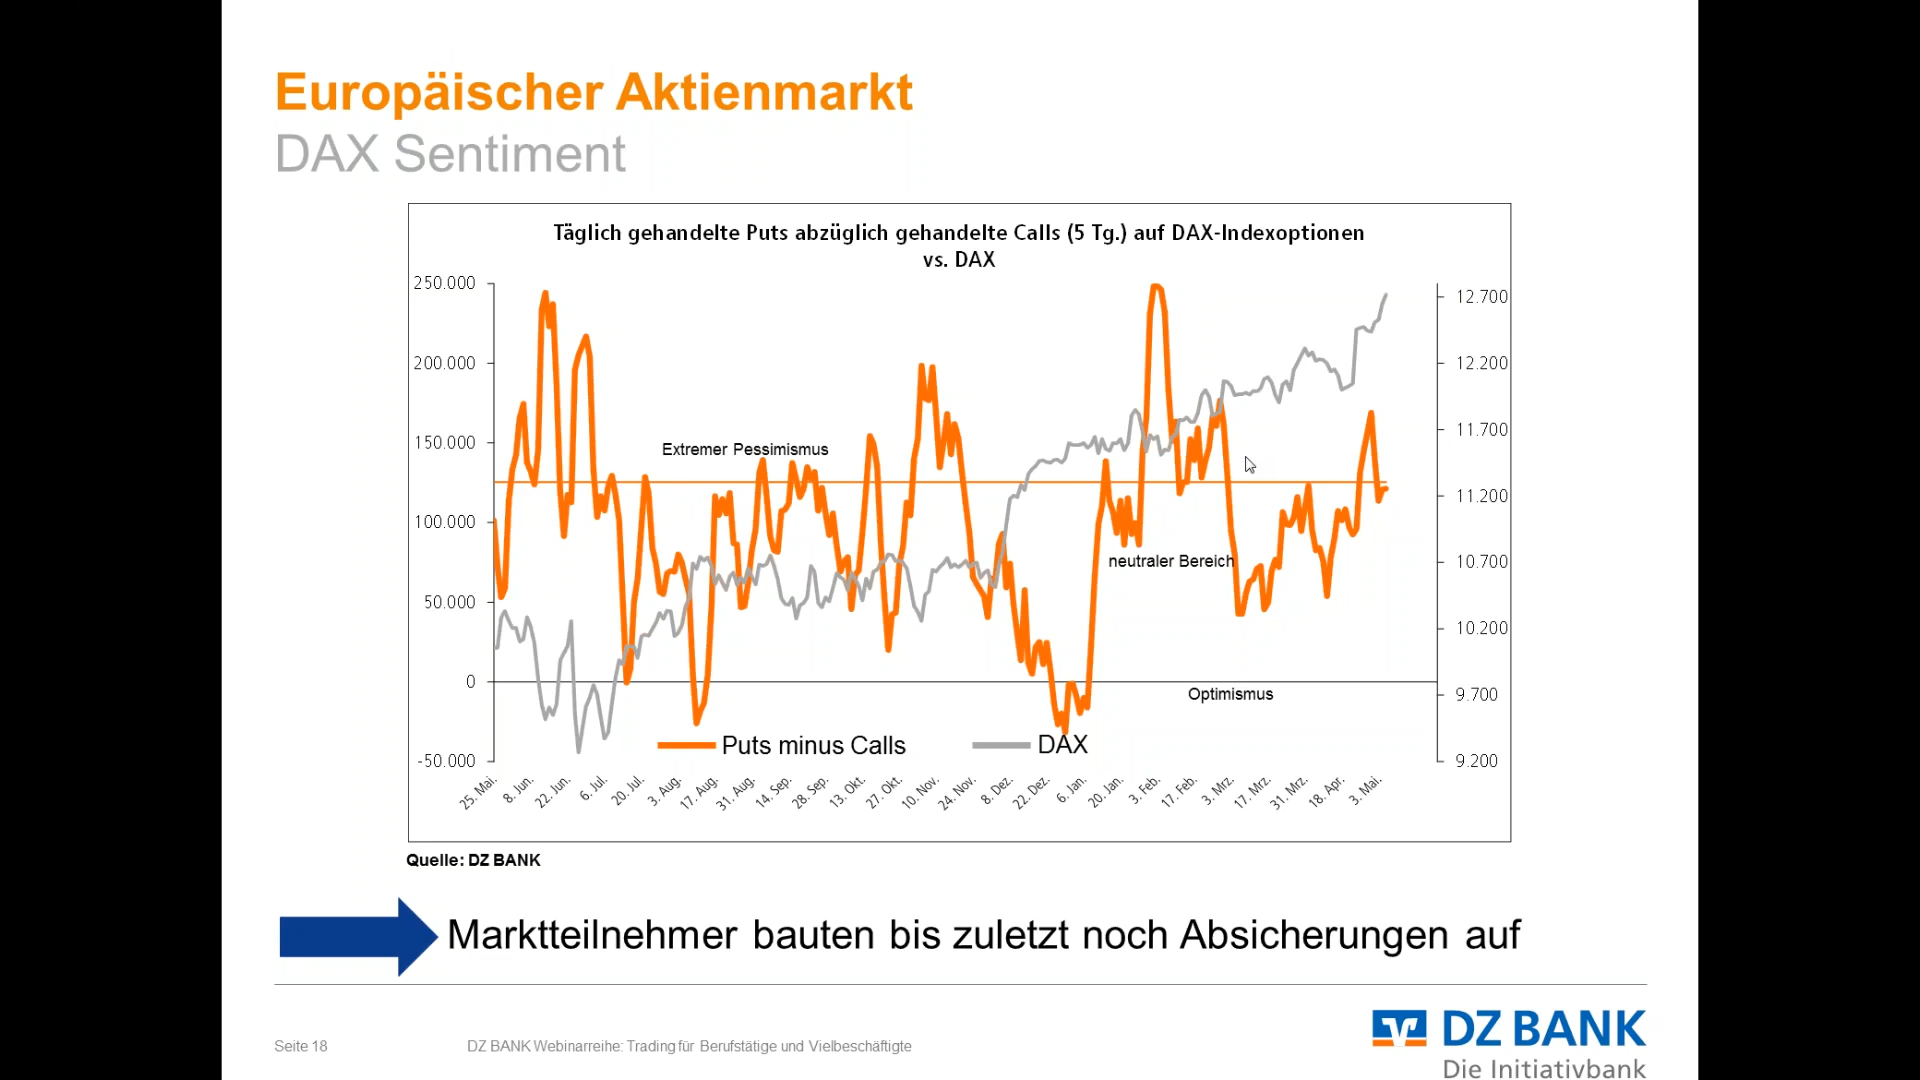 Europäischer Aktienmarkt
DAX Sentiment
Täglich gehandelte Puts abzüglich gehandelte Calls (5 Tg.) auf DAX-Indexoptionen
vs. DAX
250.000
200.000
150.000
100.000
50.000
0
-50.000
12.700
12.200
11.700
11.200
10.700
10.200
9.700
9.200
Extremer Pessimismus
neutraler Bereich
Optimismus
Puts minus Calls
DAX
25. Mai.
8. Jun.
22. Jun.
6. Jul.
20. Jul.
3. Aug.
17. Aug.
31. Aug.
14. Sep.
28. Sep.
13. Okt.
27. Okt.
10. Nov.
24. Nov.
8. Dez.
22. Dez.
6. Jan.
20. Jan.
3. Feb.
17. Feb.
3. Mrz.
17. Mrz.
31. Mrz.
18. Apr.
3. Mai.
Quelle: DZ BANK
Marktteilnehmer bauten bis zuletzt noch Absicherungen auf
Seite 18
DZ BANK Webinarreihe: Trading für Berufstätige und Vielbeschäftigte
DZ BANK
Die Initiativbank